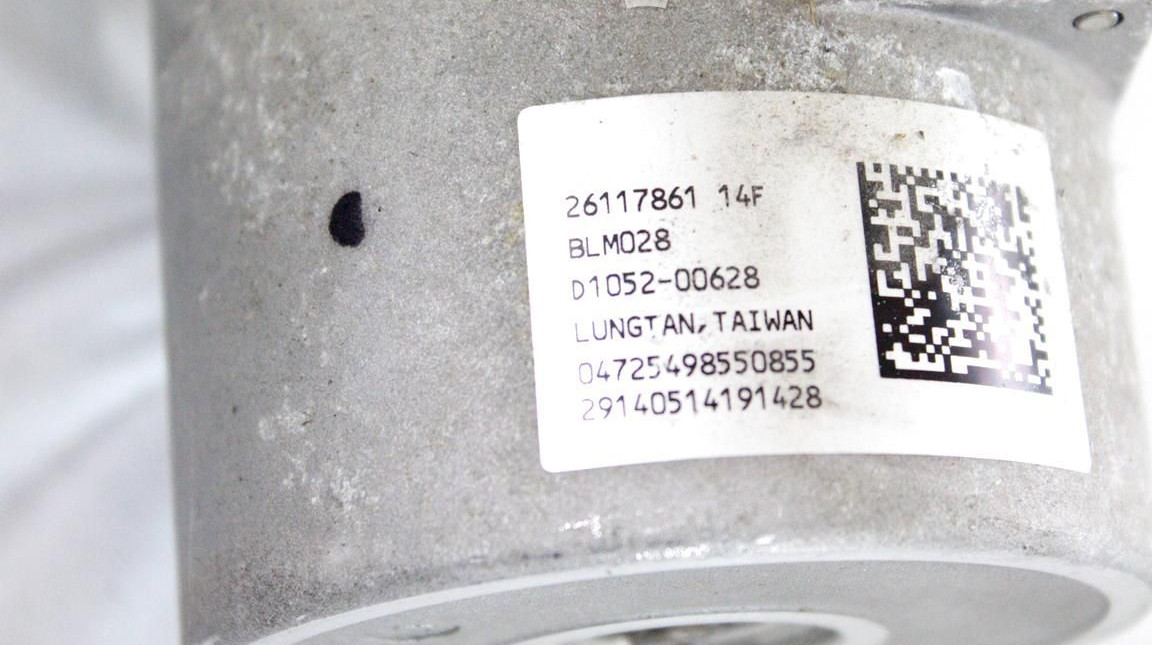 26117861 14F
BLM028
D1052-00628
LUNGTAN,TAIWAN
04725498550855
29140514191428